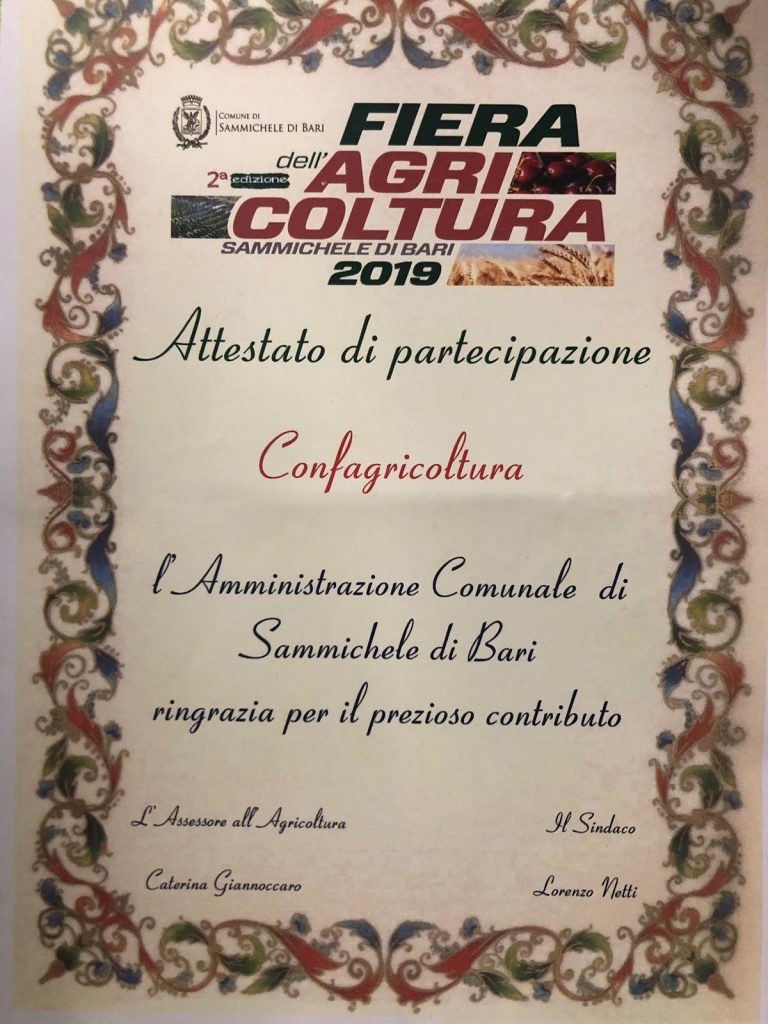 COMUNE DI
SAMMICHELE DI BARI
FIERA
dell'AGRI
2ª edizione
COLTURA
SAMMICHELE DI BARI
2019
Attestato di partecipazione
Confagricoltura
l'Amministrazione Comunale di
Sammichele di Bari
ringrazia per il prezioso contributo
L'Assessore all'Agricoltura
Il Sindaco
Caterina Giannoccaro
Lorenzo Netti